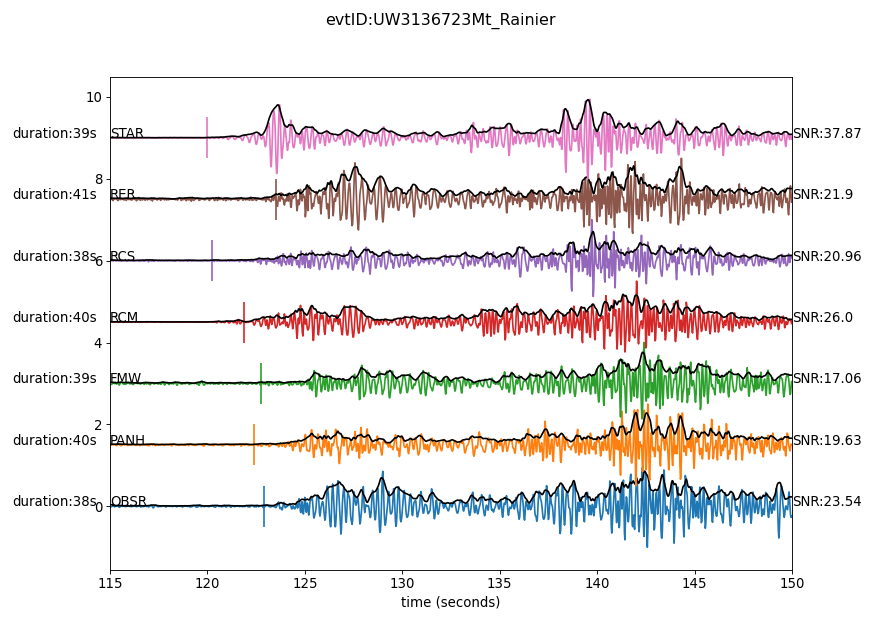 evtID:UW3136723Mt_Rainier
10
duration:39s STAR SNR:37.87
8
duration:41s RER SNR:21.9
duration:38s RCS SNR:20.96
6
duration:40s RCM SNR:26.0
4
duration:39s FMW SNR:17.06
2
duration:40s PANH SNR:19.63
duration:38s OBSR SNR:23.54
0
115 120 125 130 135 140 145 150
time (seconds)